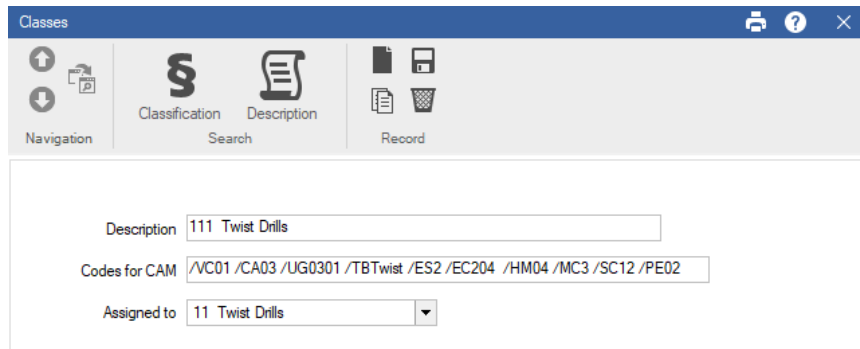 Classes
Classification Description
Navigation Search Record
Description 111 Twist Drills
Codes for CAM /VC01 /CA03 /UG0301 /TBTwist /ES2 /EC204 /HM04 /MC3 /SC12 /PE02
Assigned to 11 Twist Drills